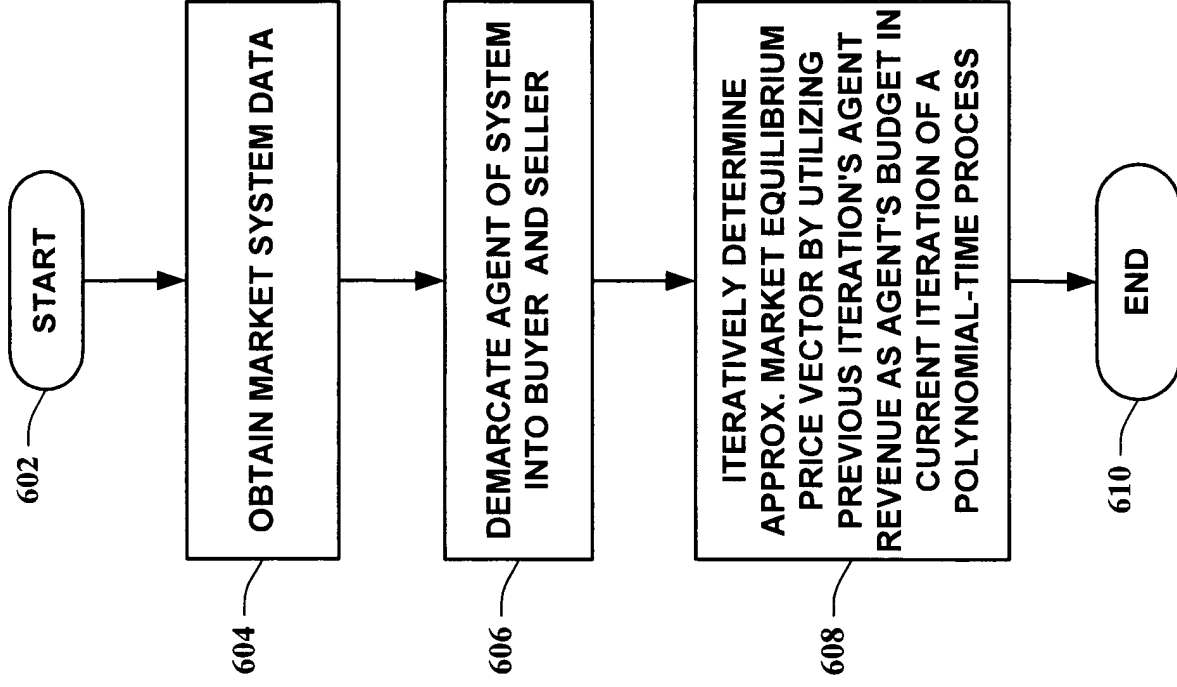 START
602
OBTAIN MARKET SYSTEM DATA
604
DEMARCATE AGENT OF SYSTEM
INTO BUYER AND SELLER
606
ITERATIVELY DETERMINE
APPROX. MARKET EQUILIBRIUM
PRICE VECTOR BY UTILIZING
PREVIOUS ITERATION'S AGENT
REVENUE AS AGENT'S BUDGET IN
CURRENT ITERATION OF A
POLYNOMIAL-TIME PROCESS
608
END
610